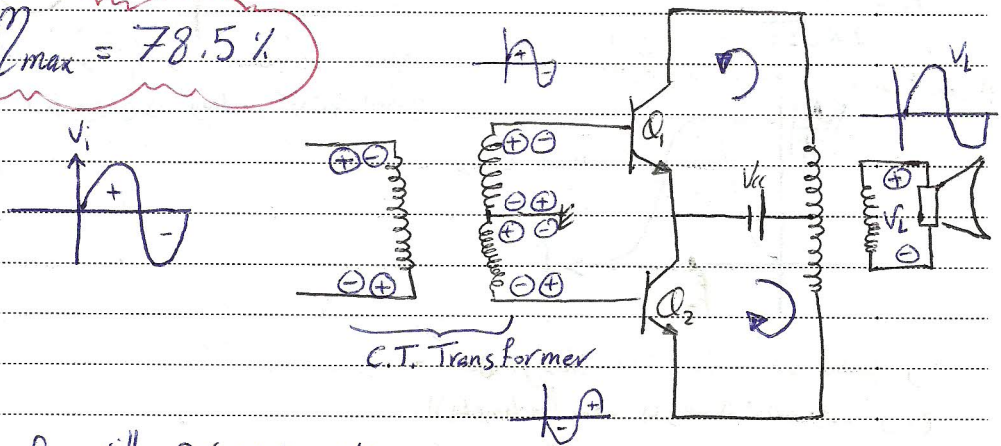 η max = 78.5 %
Vi
+
-
+ -
- +
+ -
- +
+ -
- +
C.T. Transformer
+
-
-
+
Q1
Q2
Vcc
VL
+
VL
-